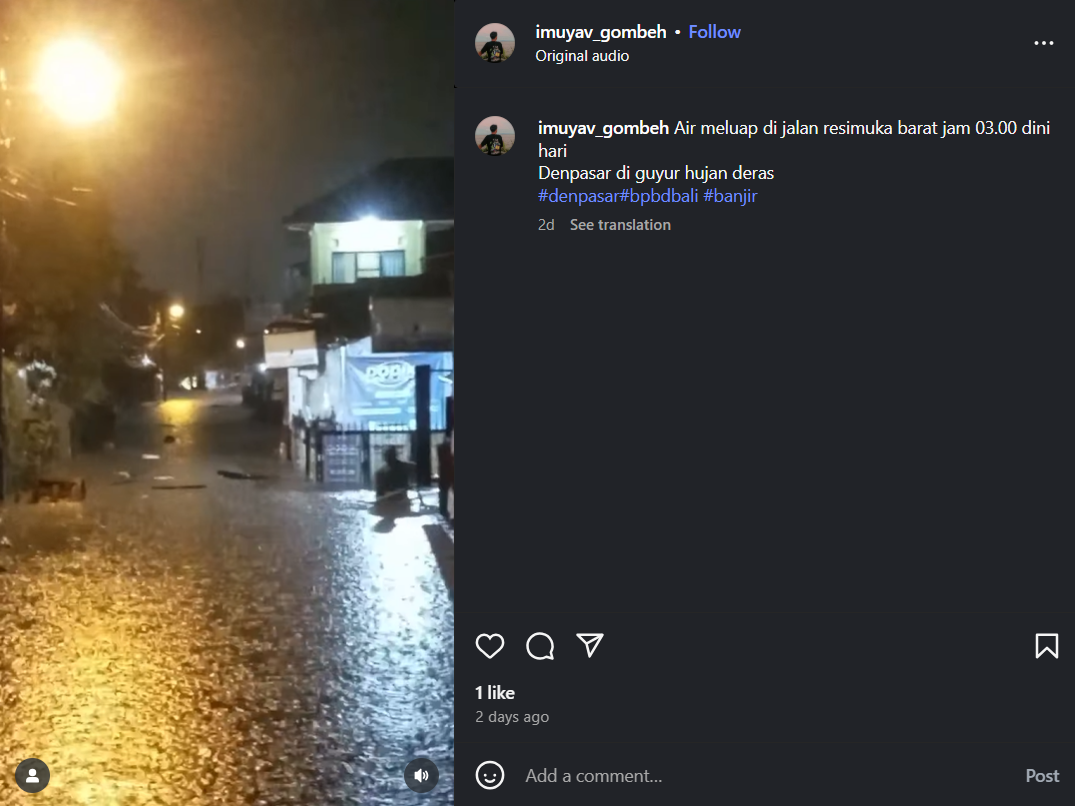 imuyav_gombeh • Follow
Original audio
imuyav_gombeh Air meluap di jalan resimuka barat jam 03.00 dini
hari
Denpasar di guyur hujan deras
#denpasar#bpbdbali #banjir
2d See translation
1 like
2 days ago
Add a comment...
Post